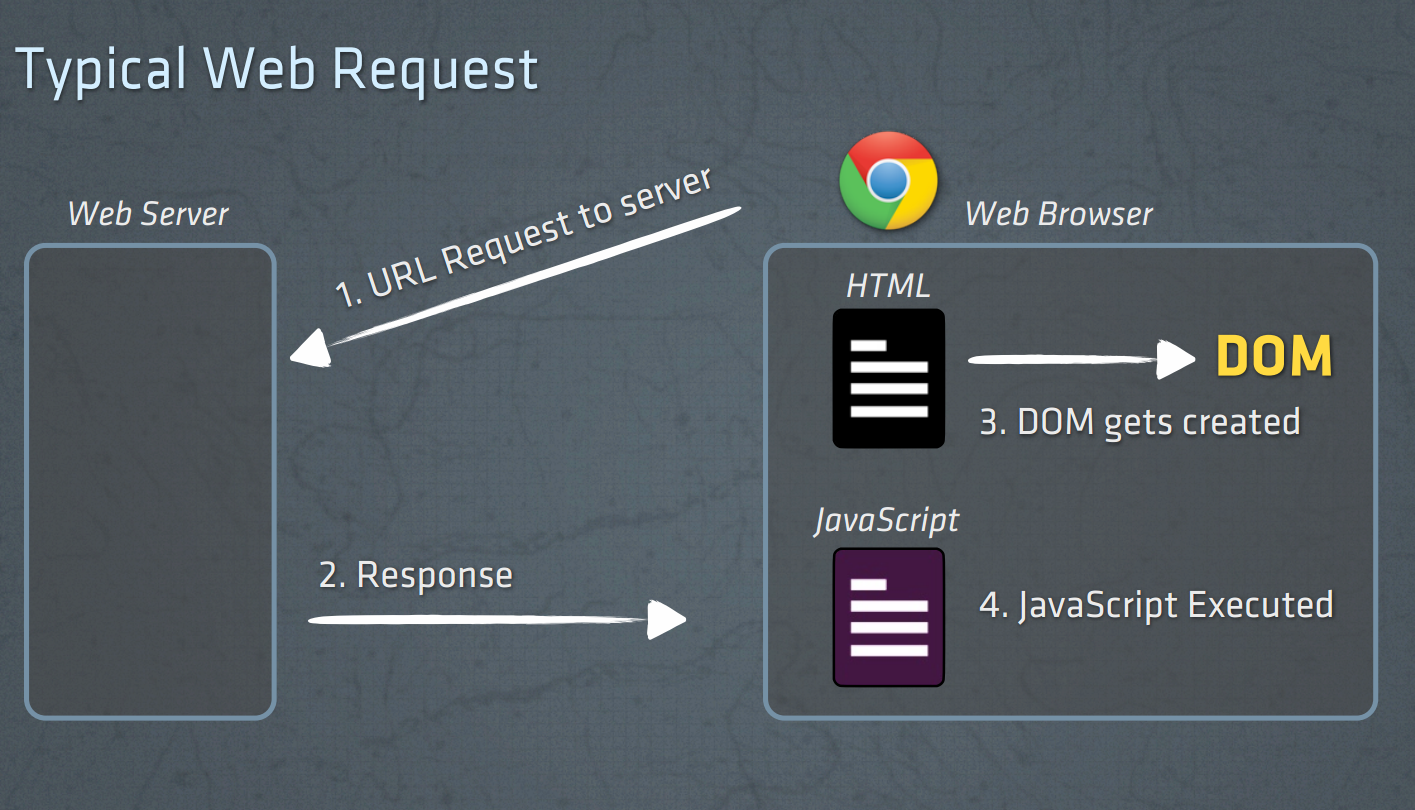 Typical Web Request
Web Server
1. URL Request to server
Web Browser
HTML
DOM
3. DOM gets created
JavaScript
2. Response
4. JavaScript Executed